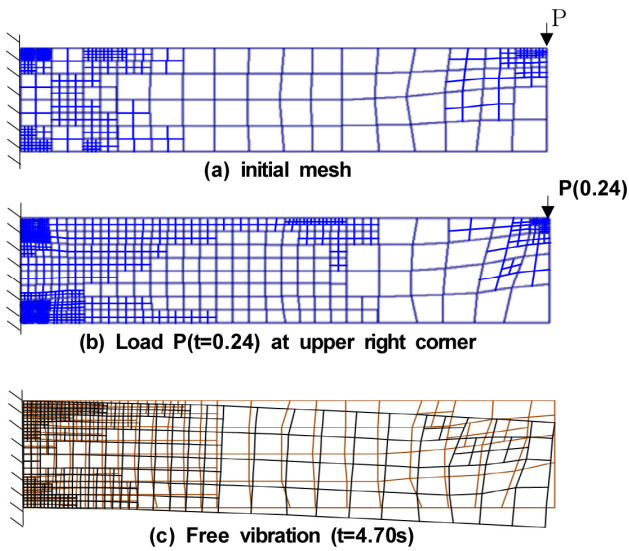 P
(a) initial mesh
P(0.24)
(b) Load P(t=0.24) at upper right corner
(c) Free vibration (t=4.70s)